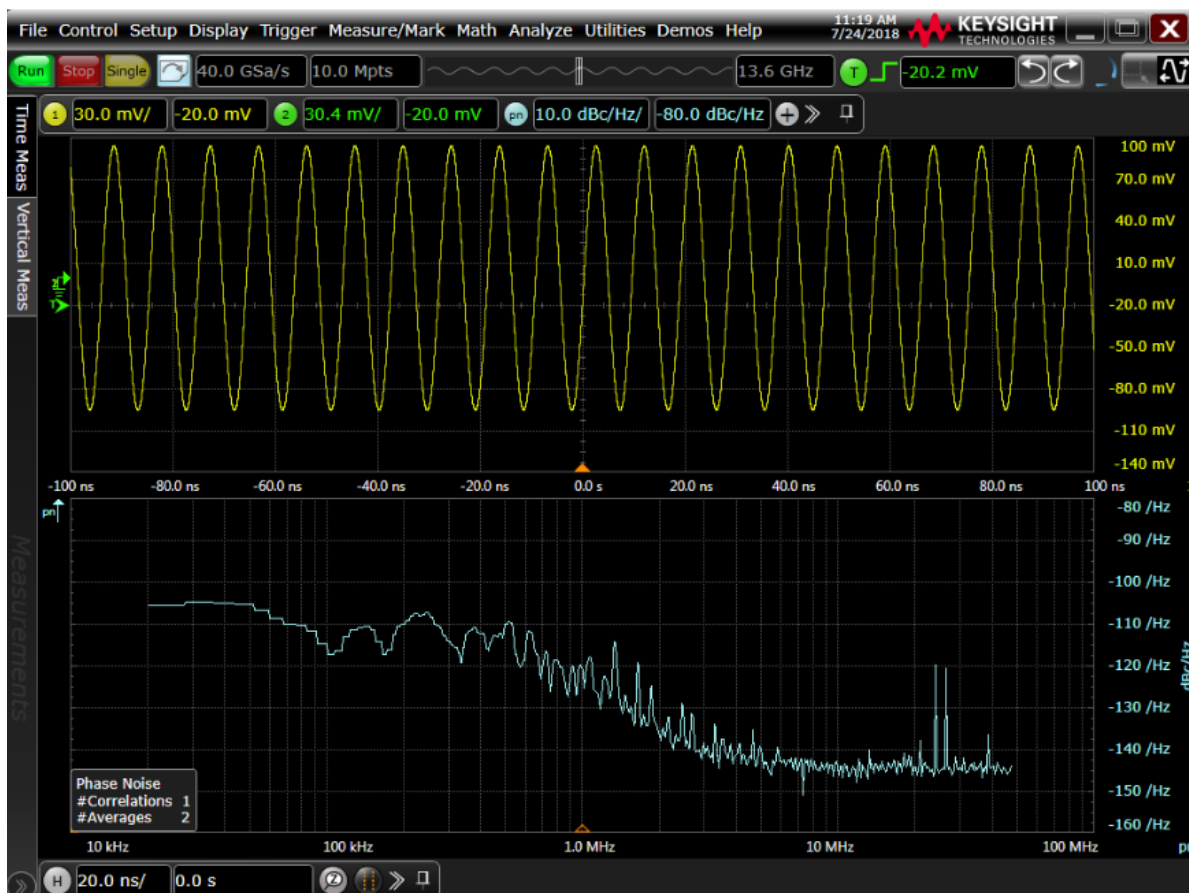 File Control Setup Display Trigger Measure/Mark Math Analyze Utilities Demos Help
11:19 AM
7/24/2018
KEYSIGHT
TECHNOLOGIES
X
Run Stop Single 40.0 GSa/s 10.0 Mpts 13.6 GHz T -20.2 mV
1 30.0 mV/ -20.0 mV 2 30.4 mV/ -20.0 mV pn 10.0 dBc/Hz/ -80.0 dBc/Hz
Time Meas
Vertical Meas
Measurements
100 mV
70.0 mV
40.0 mV
10.0 mV
-20.0 mV
-50.0 mV
-80.0 mV
-110 mV
-140 mV
2
T
-100 ns -80.0 ns -60.0 ns -40.0 ns -20.0 ns 0.0 s 20.0 ns 40.0 ns 60.0 ns 80.0 ns 100 ns
pn
-80 /Hz
-90 /Hz
-100 /Hz
-110 /Hz
-120 /Hz
-130 /Hz
-140 /Hz
-150 /Hz
-160 /Hz
dBc/Hz
Phase Noise
#Correlations 1
#Averages 2
10 kHz 100 kHz 1.0 MHz 10 MHz 100 MHz
H 20.0 ns/ 0.0 s